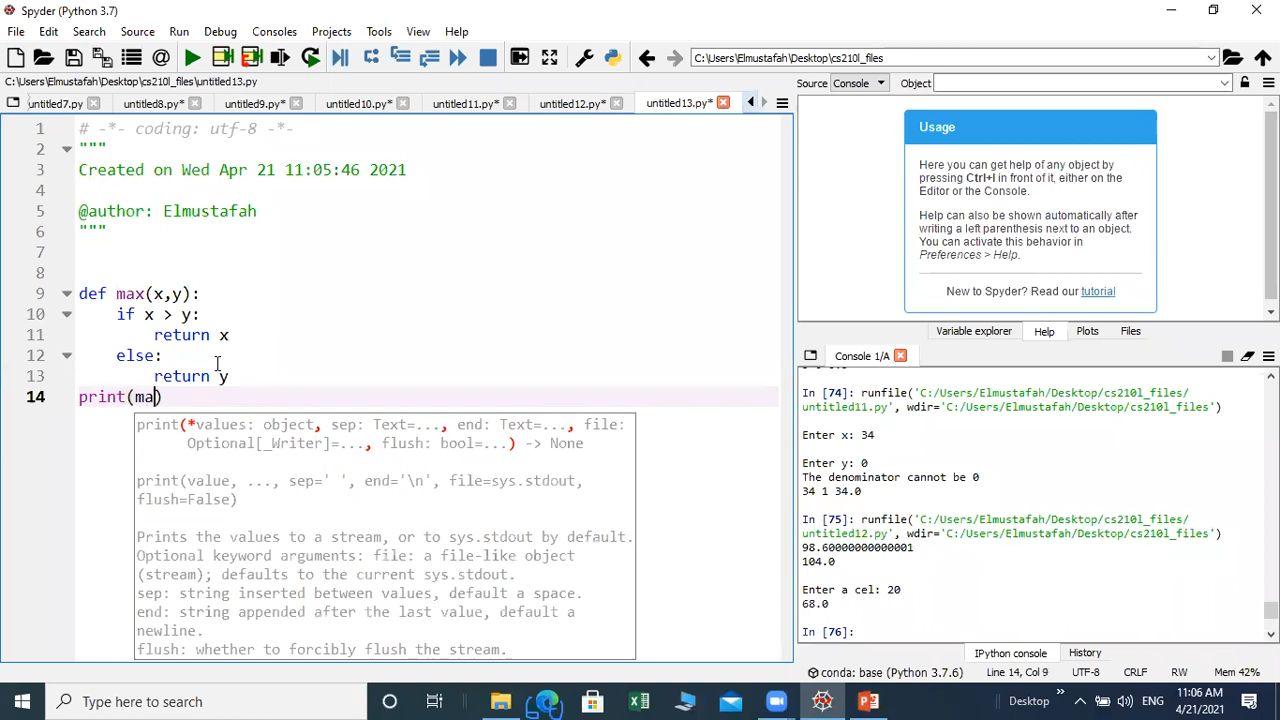 Spyder (Python 3.7)
File Edit Search Source Run Debug Consoles Projects Tools View Help
C:\Users\Elmustafah\Desktop\cs210l_files
C:\Users\Elmustafah\Desktop\cs210l_files\untitled13.py
untitled7.py untitled8.py* untitled9.py* untitled10.py* untitled11.py* untitled12.py* untitled13.py*
1 # -*- coding: utf-8 -*-
2 """
3 Created on Wed Apr 21 11:05:46 2021
4
5 @author: Elmustafah
6 """
7
8
9 def max(x,y):
10 if x > y:
11 return x
12 else:
13 return y
14 print(ma)
print(*values: object, sep: Text=..., end: Text=..., file:
Optional[_Writer]=..., flush: bool=...) -> None
print(value, ..., sep=' ', end='\n', file=sys.stdout,
flush=False)
Prints the values to a stream, or to sys.stdout by default.
Optional keyword arguments: file: a file-like object
(stream); defaults to the current sys.stdout.
sep: string inserted between values, default a space.
end: string appended after the last value, default a
newline.
flush: whether to forcibly flush the stream.
Source Console Object
Usage
Here you can get help of any object by
pressing Ctrl+I in front of it, either on the
Editor or the Console.
Help can also be shown automatically after
writing a left parenthesis next to an object.
You can activate this behavior in
Preferences > Help.
New to Spyder? Read our tutorial
Variable explorer Help Plots Files
Console 1/A
In [74]: runfile('C:/Users/Elmustafah/Desktop/cs210l_files/
untitled11.py', wdir='C:/Users/Elmustafah/Desktop/cs210l_files')
Enter x: 34
Enter y: 0
The denominator cannot be 0
34 1 34.0
In [75]: runfile('C:/Users/Elmustafah/Desktop/cs210l_files/
untitled12.py', wdir='C:/Users/Elmustafah/Desktop/cs210l_files')
98.60000000000001
104.0
Enter a cel: 20
68.0
In [76]:
IPython console History
conda: base (Python 3.7.6) Line 14, Col 9 UTF-8 CRLF RW Mem 42%
Type here to search
Desktop
ENG
11:06 AM
4/21/2021